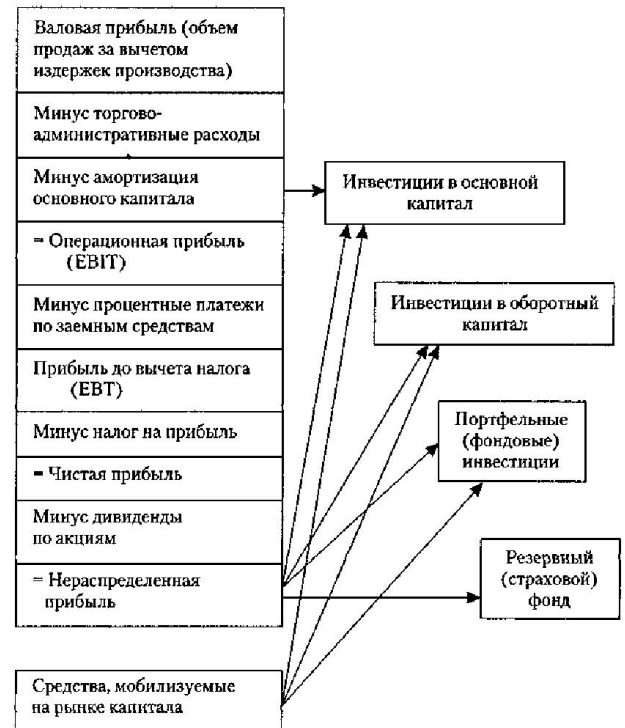 Валовая прибыль (объем
продаж за вычетом
издержек производства)
Минус торгово-
административные расходы
Минус амортизация
основного капитала
= Операционная прибыль
(EBIT)
Минус процентные платежи
по заемным средствам
Прибыль до вычета налога
(EBT)
Минус налог на прибыль
= Чистая прибыль
Минус дивиденды
по акциям
= Нераспределенная
прибыль
Средства, мобилизуемые
на рынке капитала
Инвестиции в основной
капитал
Инвестиции в оборотный
капитал
Портфельные
(фондовые)
инвестиции
Резервный
(страховой)
фонд